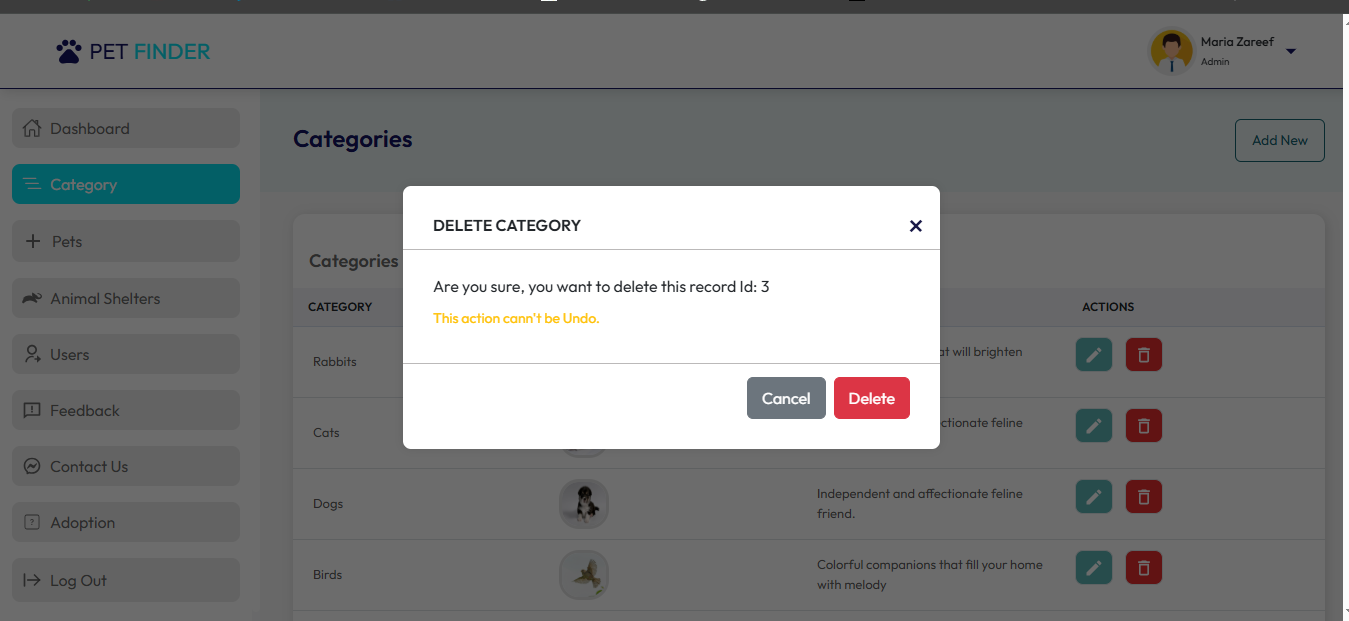 PET FINDER
Maria Zareef
Admin
Dashboard
Category
Pets
Animal Shelters
Users
Feedback
Contact Us
Adoption
Log Out
Categories
Add New
Categories
CATEGORY
ACTIONS
Rabbits
at will brighten
Cats
ctionate feline
Dogs
Independent and affectionate feline
friend.
Birds
Colorful companions that fill your home
with melody
DELETE CATEGORY
Are you sure, you want to delete this record Id: 3
This action cann't be Undo.
Cancel
Delete